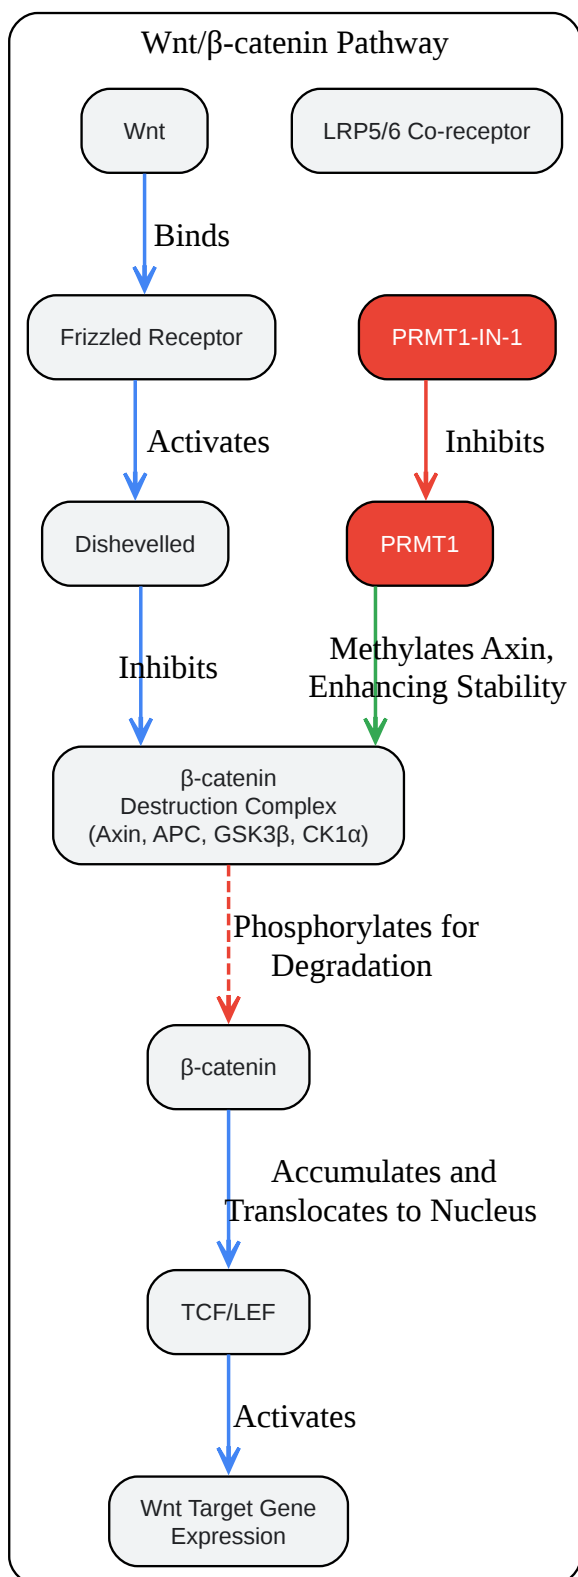 Wnt/β-catenin Pathway
Wnt
LRP5/6 Co-receptor
Binds
Frizzled Receptor
PRMT1-IN-1
Activates
Inhibits
Dishevelled
PRMT1
Inhibits
Methylates Axin,
Enhancing Stability
β-catenin
Destruction Complex
(Axin, APC, GSK3β, CK1α)
Phosphorylates for
Degradation
β-catenin
Accumulates and
Translocates to Nucleus
TCF/LEF
Activates
Wnt Target Gene
Expression